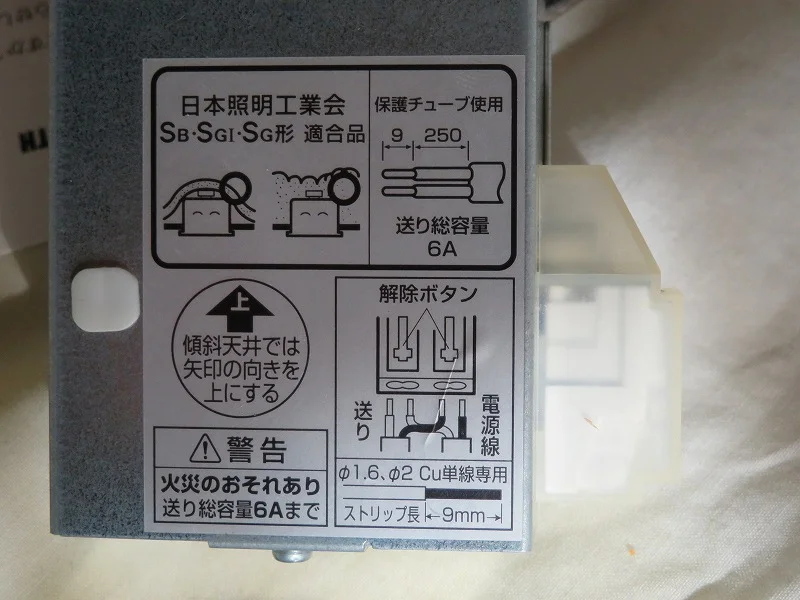 日本照明工業会
SB・SGI・SG形 適合品
保護チューブ使用
9 250
送り総容量
6A
上
傾斜天井では
矢印の向きを
上にする
警告
火災のおそれあり
送り総容量6Aまで
解除ボタン
送り
電源線
φ1.6、φ2 Cu単線専用
ストリップ長 9mm